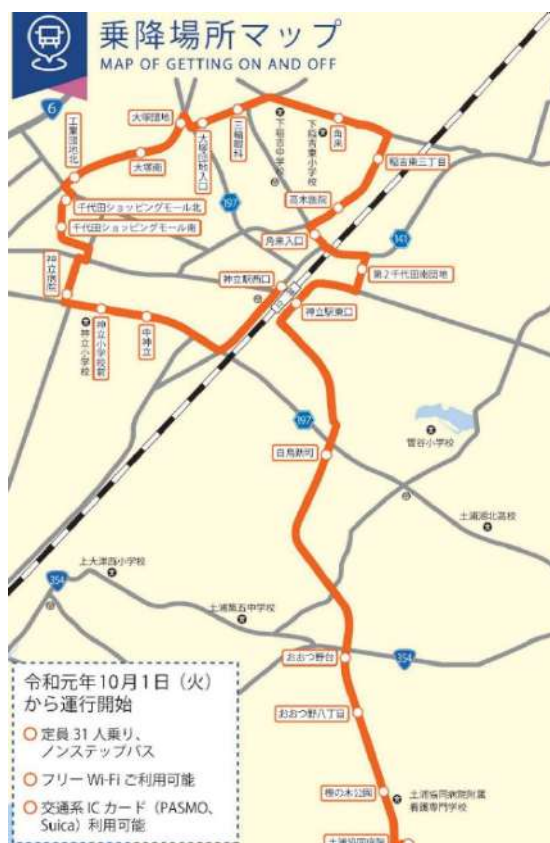 乗降場所マップ
MAP OF GETTING ON AND OFF
6
工業団地北
大塚団地
大塚南
大塚団地入口
三輪眼科
下稲吉中学校
下稲吉東小学校
角来
稲吉東三丁目
千代田ショッピングモール北
千代田ショッピングモール南
197
高木医院
角来入口
141
第2千代田南団地
神立病院
神立駅西口
神立駅東口
神立小学校
神立小学校前
中神立
197
白鳥新町
菅谷小学校
土浦湖北高校
上大津西小学校
354
土浦第五中学校
おおつ野台
354
おおつ野八丁目
土浦協同病院附属
看護専門学校
土浦協同病院
令和元年10月1日（火）
から運行開始
定員31人乗り、
ノンステップバス
フリーWi-Fiご利用可能
交通系ICカード（PASMO、
Suica）利用可能